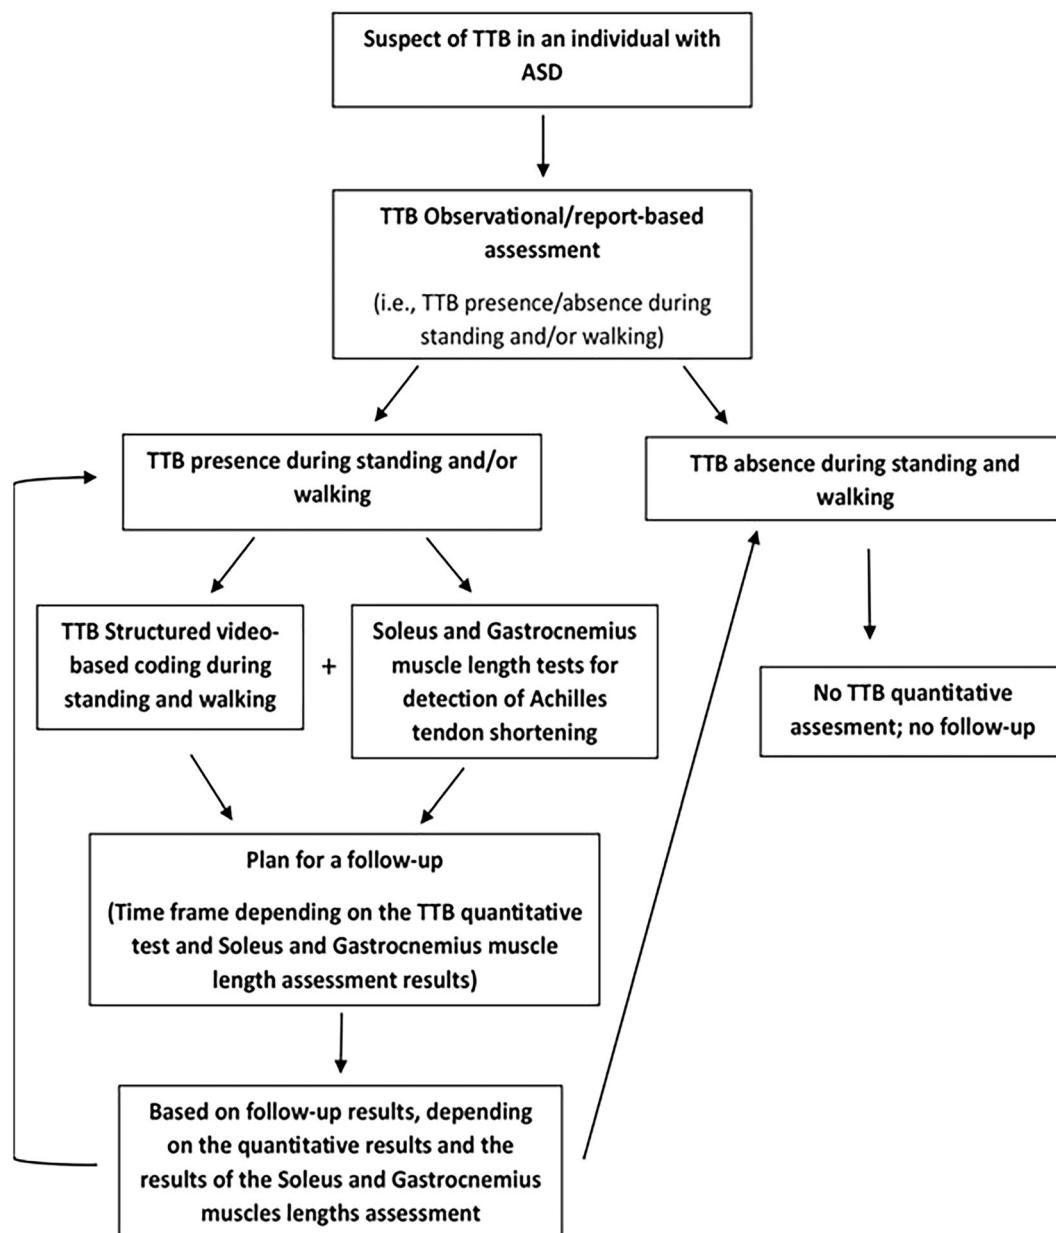 Suspect of TTB in an individual with
ASD
TTB Observational/report-based
assessment
(i.e., TTB presence/absence during
standing and/or walking)
TTB presence during standing and/or
walking
TTB absence during standing and
walking
TTB Structured video-
based coding during
standing and walking
+
Soleus and Gastrocnemius
muscle length tests for
detection of Achilles
tendon shortening
No TTB quantitative
assesment; no follow-up
Plan for a follow-up
(Time frame depending on the TTB quantitative
test and Soleus and Gastrocnemius muscle
length assessment results)
Based on follow-up results, depending
on the quantitative results and the
results of the Soleus and Gastrocnemius
muscles lengths assessment